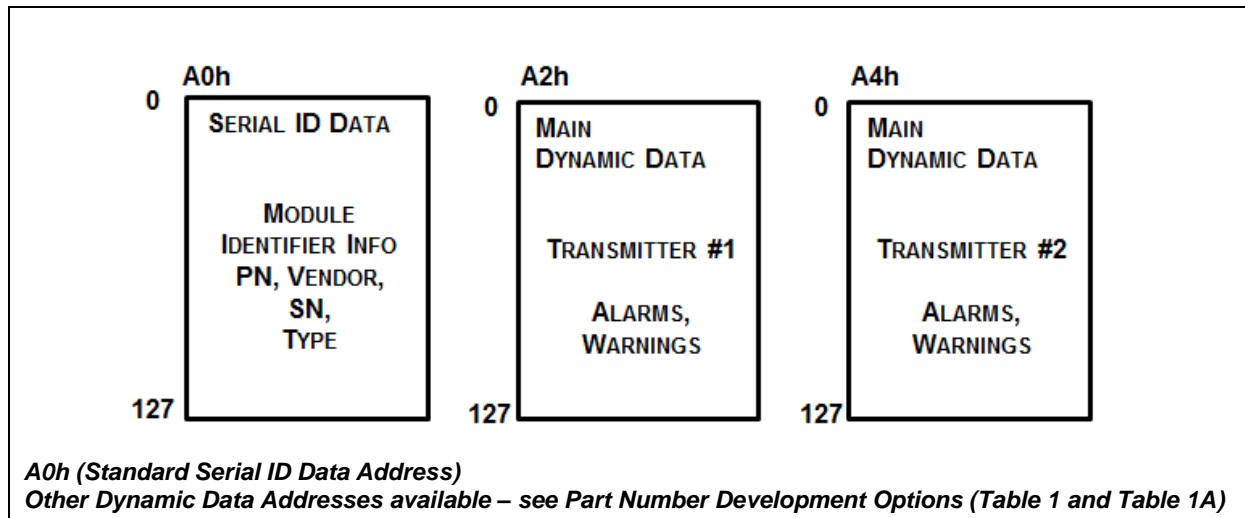 A0h
0
SERIAL ID DATA
MODULE
IDENTIFIER INFO
PN, VENDOR,
SN,
TYPE
127
A2h
0
MAIN
DYNAMIC DATA
TRANSMITTER #1
ALARMS,
WARNINGS
127
A4h
0
MAIN
DYNAMIC DATA
TRANSMITTER #2
ALARMS,
WARNINGS
127
A0h (Standard Serial ID Data Address)
Other Dynamic Data Addresses available – see Part Number Development Options (Table 1 and Table 1A)